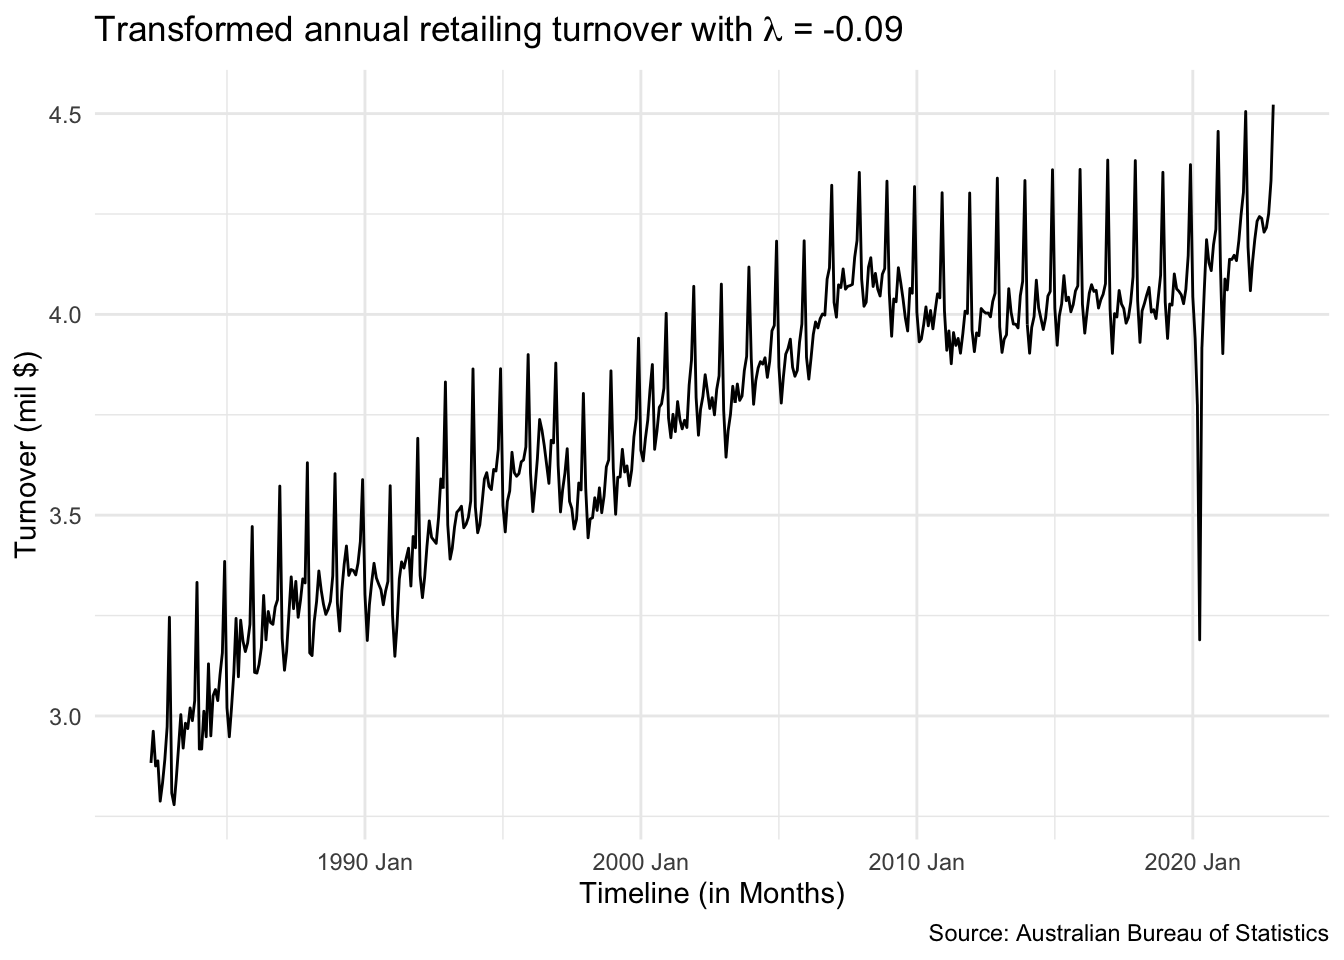 Transformed annual retailing turnover with λ = -0.09
4.5
4.0
3.5
3.0
Turnover (mil $)
1990 Jan
2000 Jan
2010 Jan
2020 Jan
Timeline (in Months)
Source: Australian Bureau of Statistics